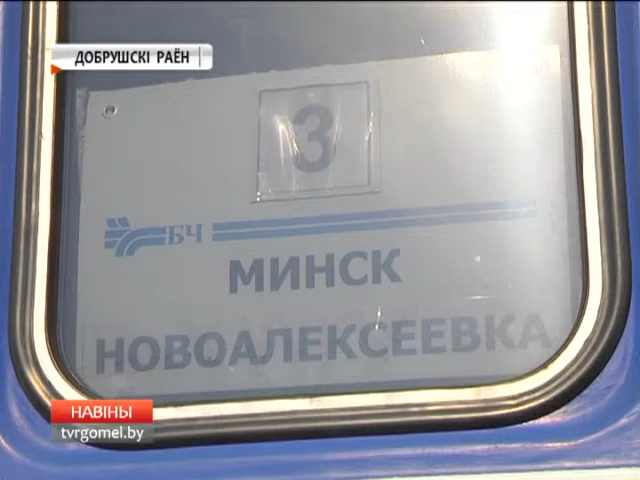 ДОБРУШСКІ РАЁН
3
БЧ
МИНСК
НОВОАЛЕКСЕЕВКА
НАВІНЫ
tvrgomel.by